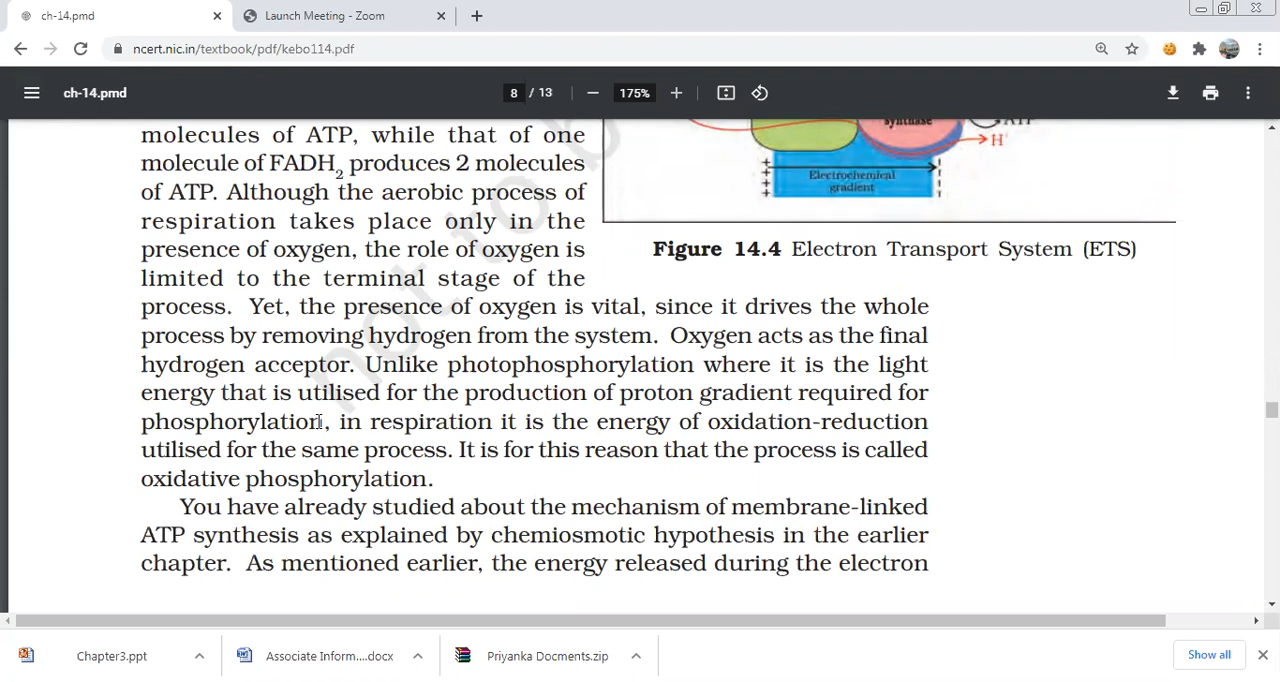 ch-14.pmd
Launch Meeting - Zoom
ncert.nic.in/textbook/pdf/kebo114.pdf
ch-14.pmd
8 / 13
175%
molecules of ATP, while that of one
molecule of FADH2 produces 2 molecules
of ATP. Although the aerobic process of
respiration takes place only in the
presence of oxygen, the role of oxygen is
limited to the terminal stage of the
synthase
ATP
H
Electrochemical
gradient
Figure 14.4 Electron Transport System (ETS)
process. Yet, the presence of oxygen is vital, since it drives the whole
process by removing hydrogen from the system. Oxygen acts as the final
hydrogen acceptor. Unlike photophosphorylation where it is the light
energy that is utilised for the production of proton gradient required for
phosphorylation, in respiration it is the energy of oxidation-reduction
utilised for the same process. It is for this reason that the process is called
oxidative phosphorylation.
You have already studied about the mechanism of membrane-linked
ATP synthesis as explained by chemiosmotic hypothesis in the earlier
chapter. As mentioned earlier, the energy released during the electron
not to b
Chapter3.ppt
Associate Inform....docx
Priyanka Docments.zip
Show all